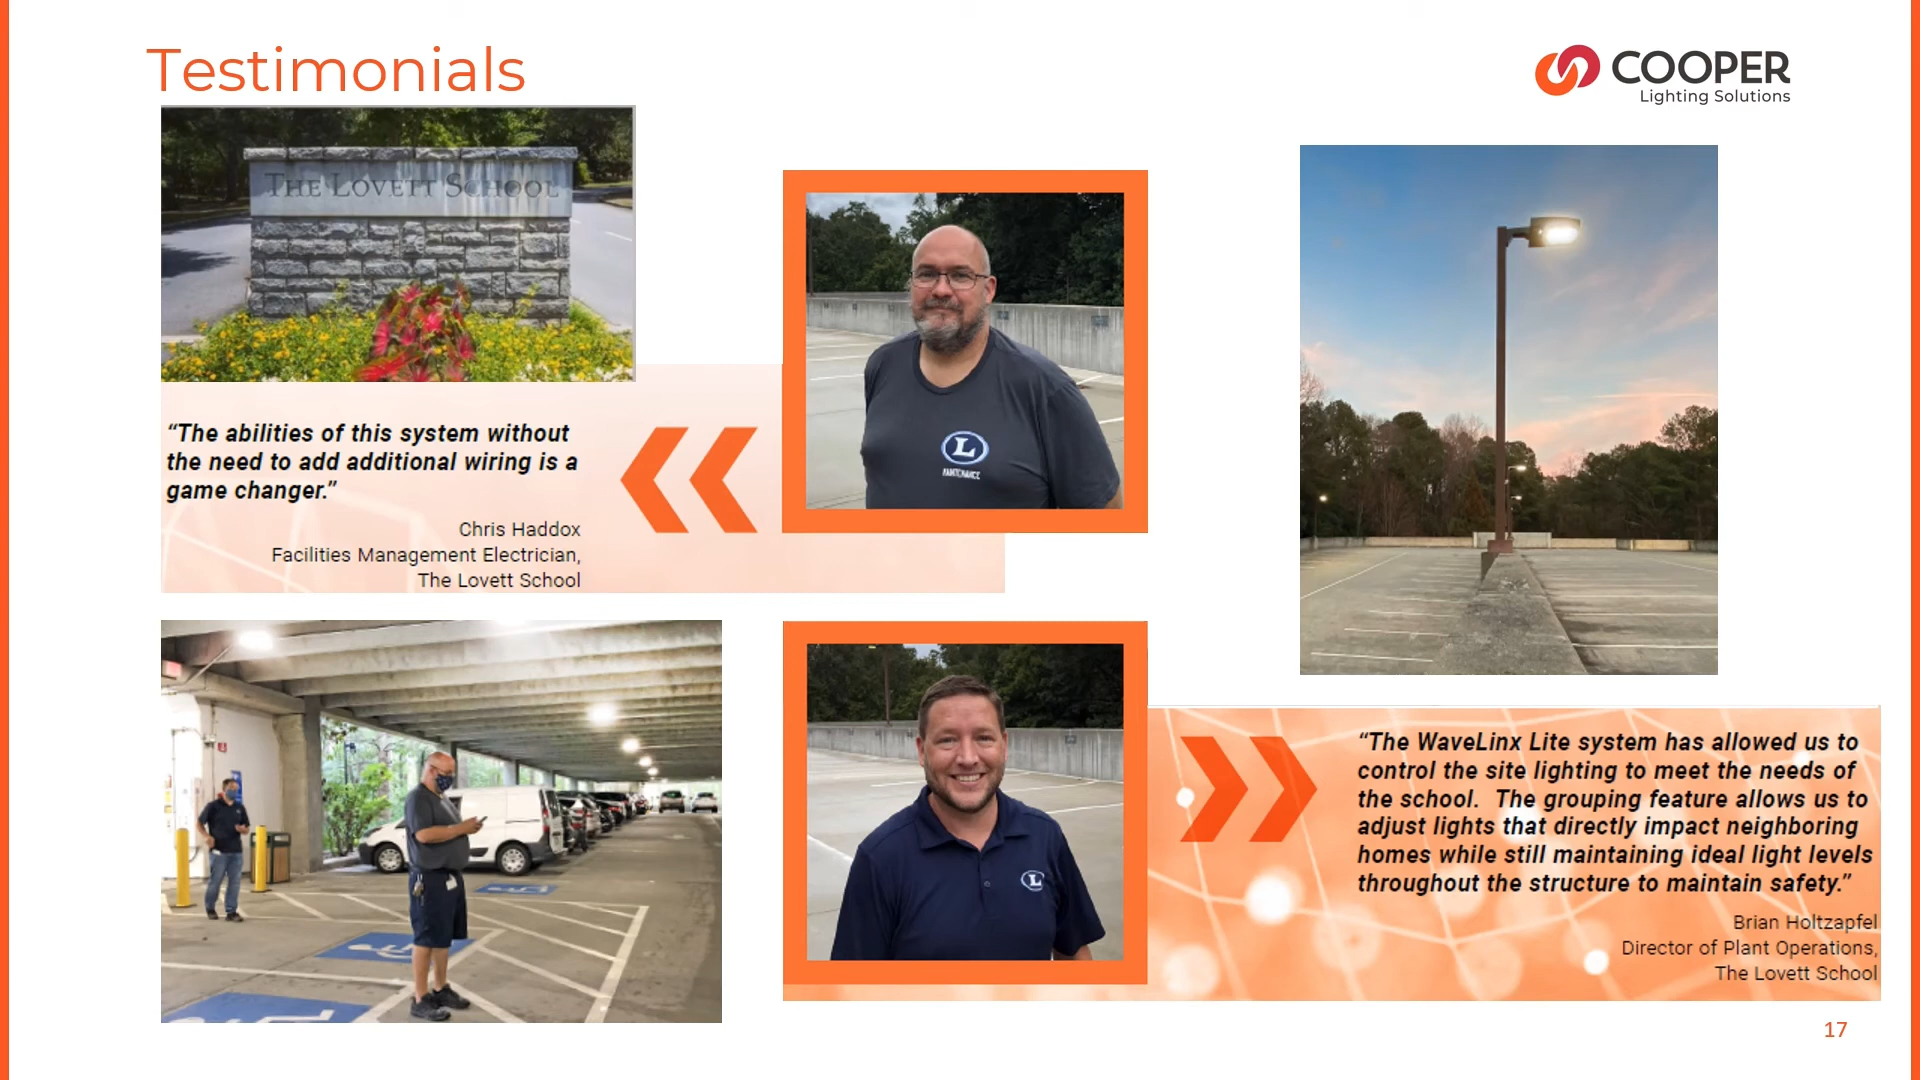 Testimonials
COOPER
Lighting Solutions
THE LOVETT SCHOOL
“The abilities of this system without
the need to add additional wiring is a
game changer.”
Chris Haddox
Facilities Management Electrician,
The Lovett School
L
MAINTENANCE
L
“The WaveLinx Lite system has allowed us to
control the site lighting to meet the needs of
the school.  The grouping feature allows us to
adjust lights that directly impact neighboring
homes while still maintaining ideal light levels
throughout the structure to maintain safety.”
Brian Holtzapfel
Director of Plant Operations,
The Lovett School
17